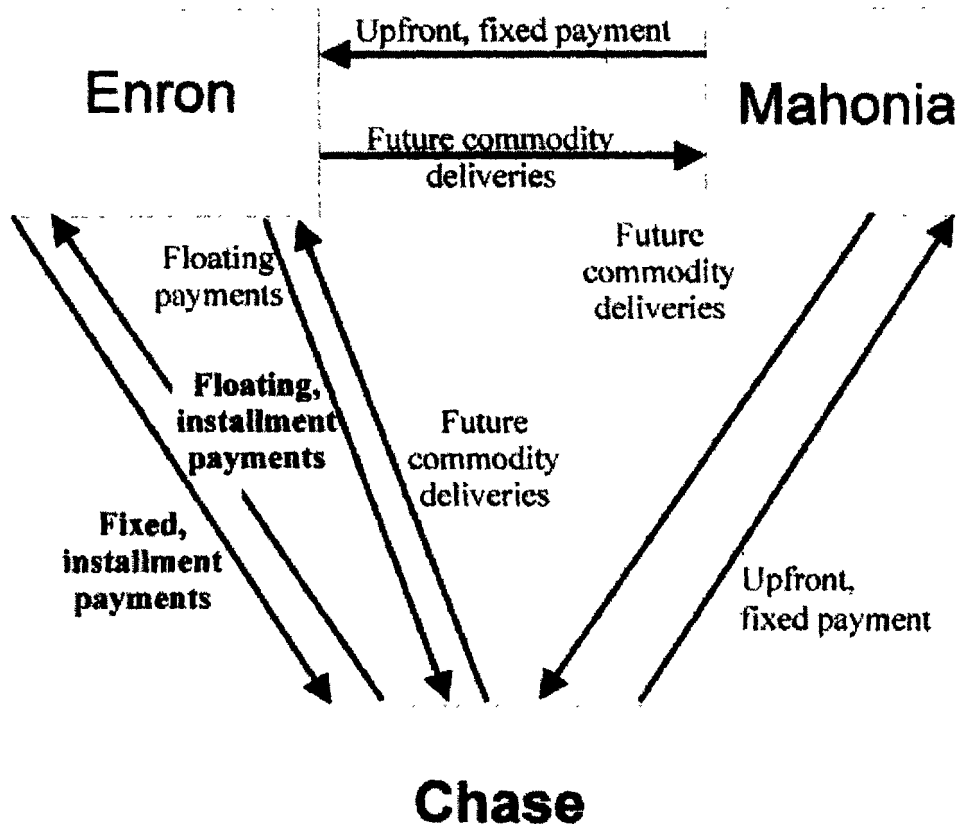 Upfront, fixed payment
Enron
Mahonia
Future commodity
deliveries
Floating
payments
Future
commodity
deliveries
Floating,
installment
payments
Future
commodity
deliveries
Fixed,
installment
payments
Upfront,
fixed payment
Chase